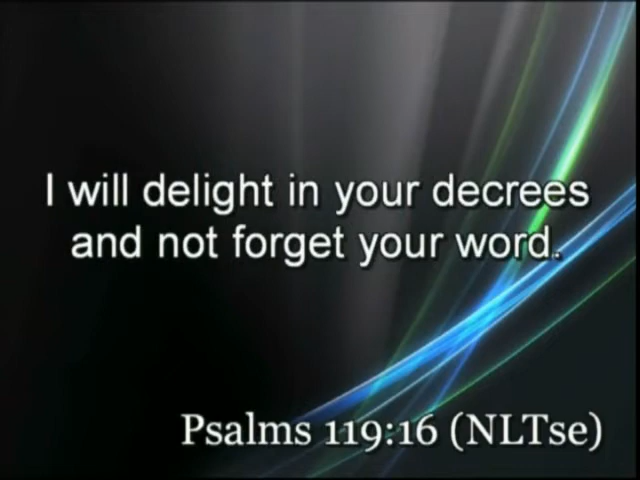 I will delight in your decrees
and not forget your word.
Psalms 119:16 (NLTse)